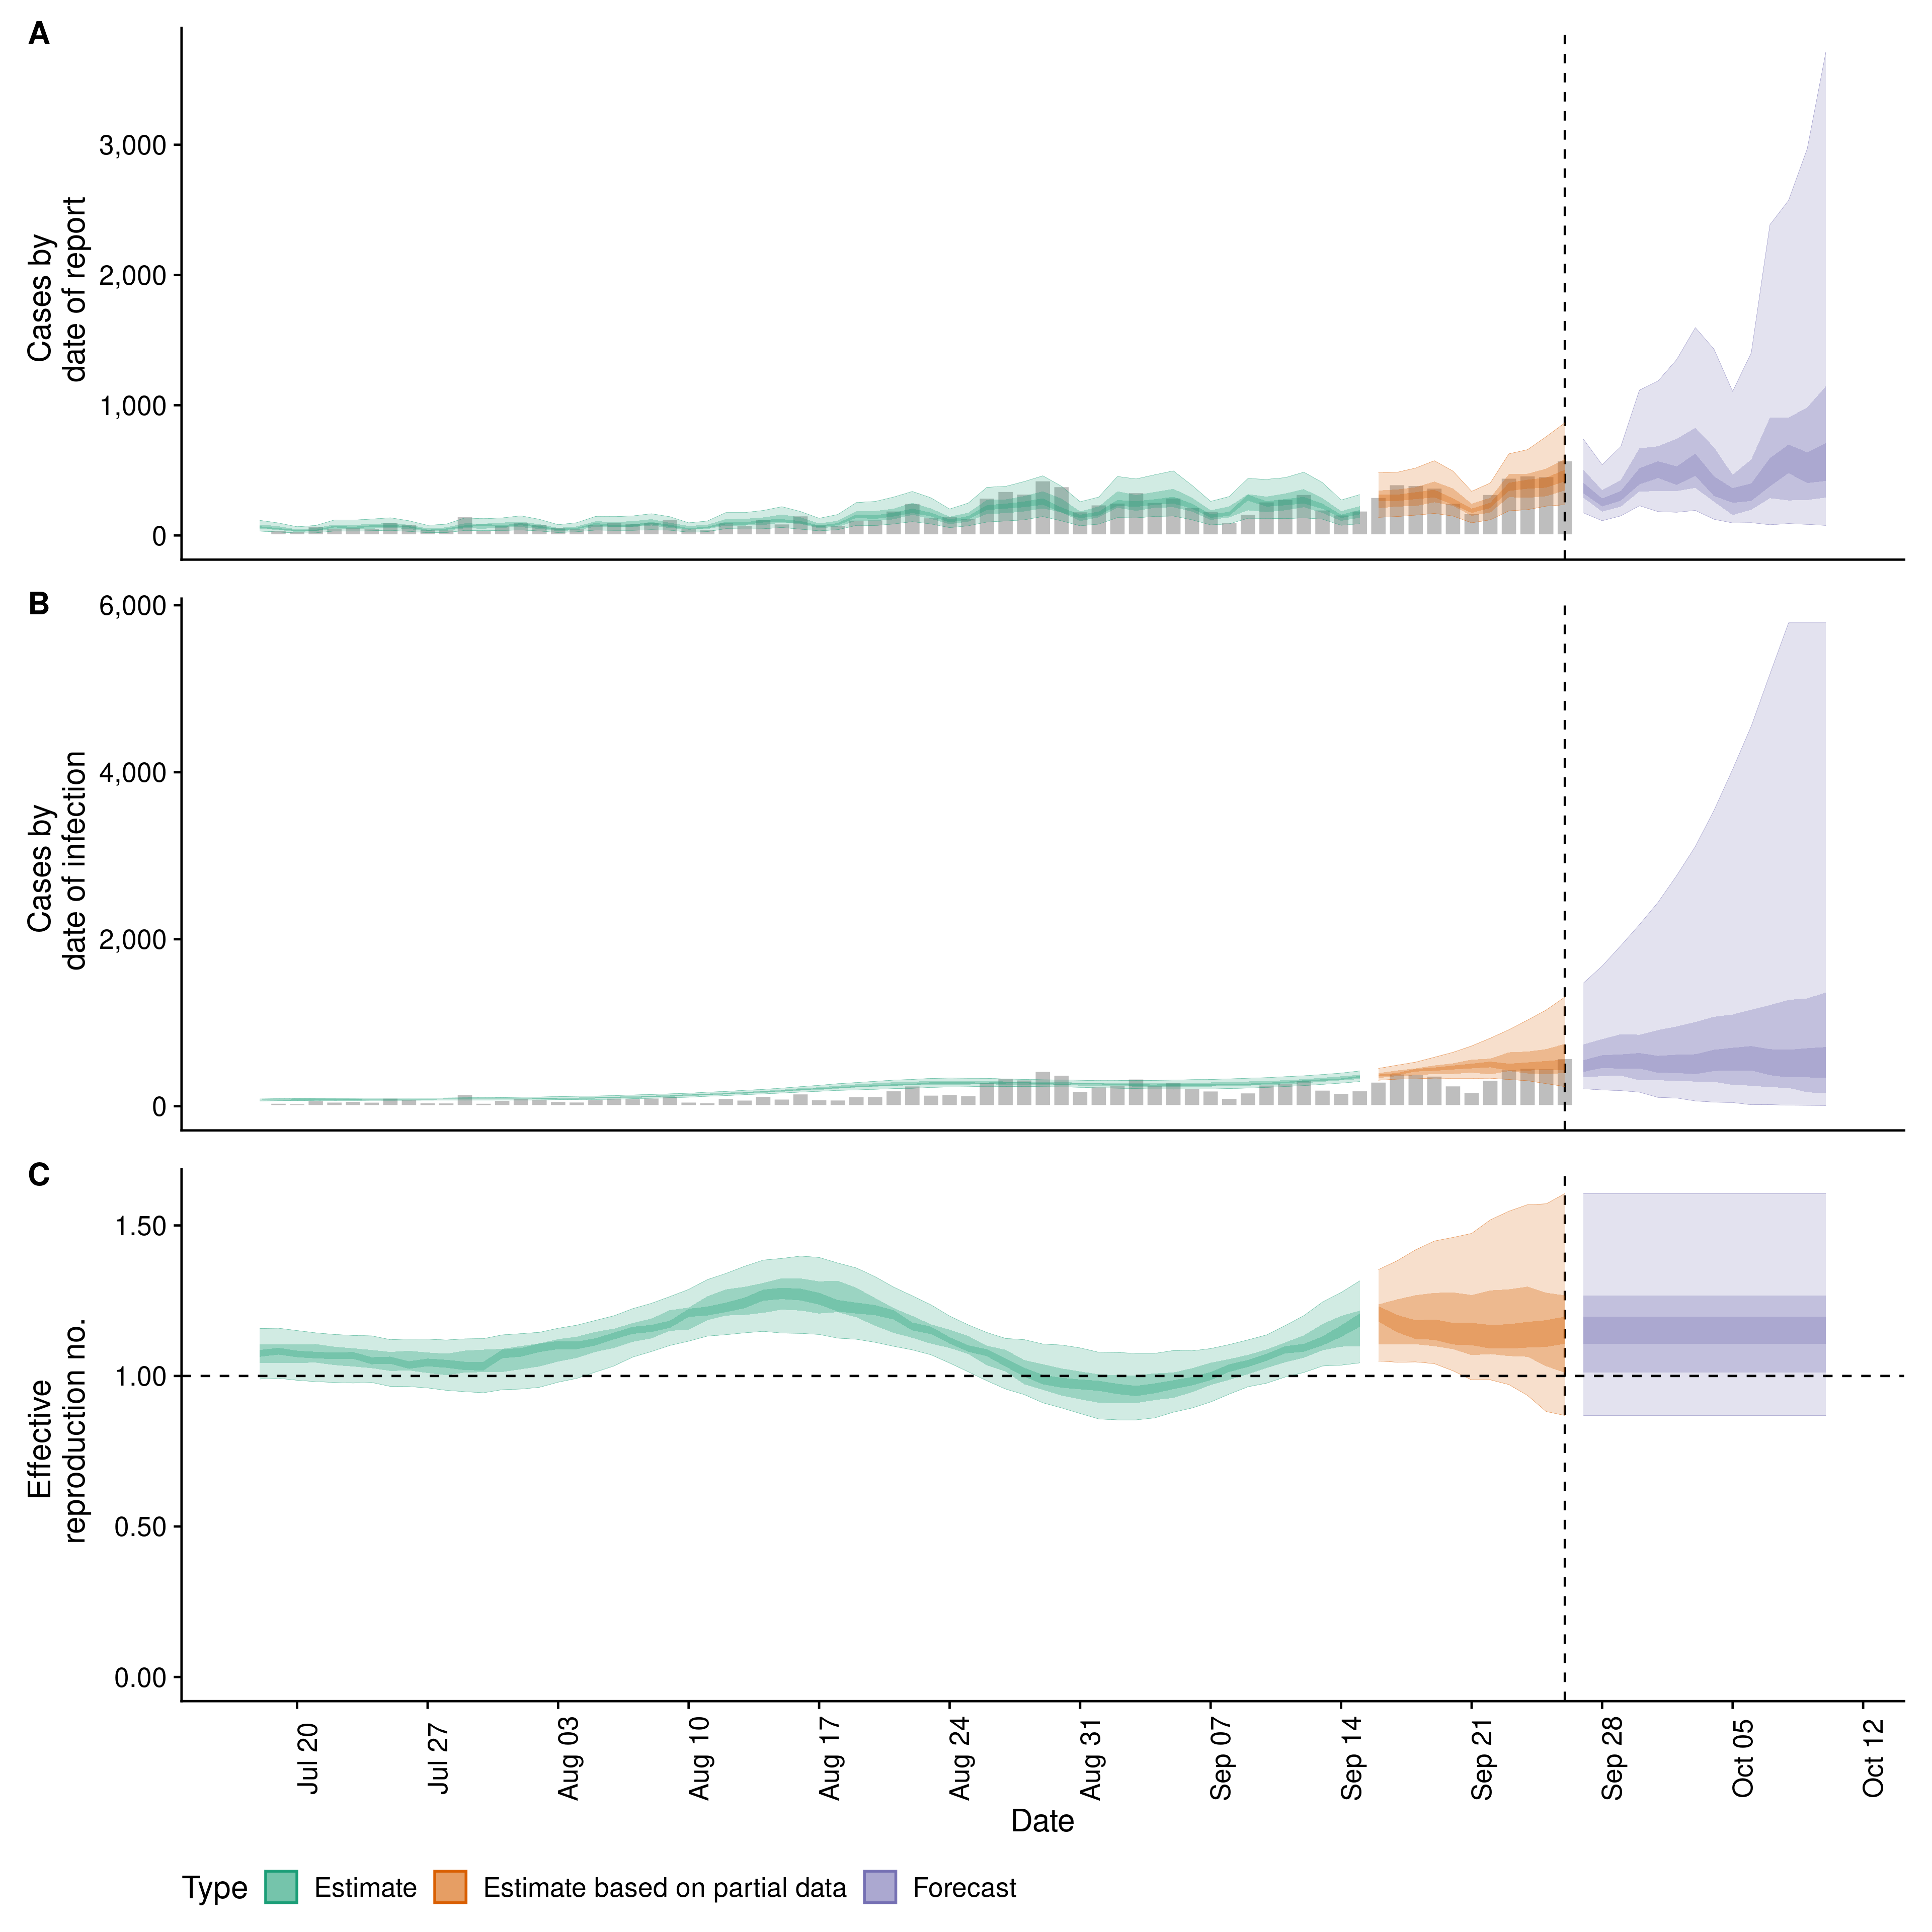 A
Cases by
date of report
3,000
2,000
1,000
0
B
Cases by
date of infection
6,000
4,000
2,000
0
C
Effective
reproduction no.
1.50
1.00
0.50
0.00
Jul 20
Jul 27
Aug 03
Aug 10
Aug 17
Aug 24
Aug 31
Sep 07
Sep 14
Sep 21
Sep 28
Oct 05
Oct 12
Date
Type Estimate Estimate based on partial data Forecast